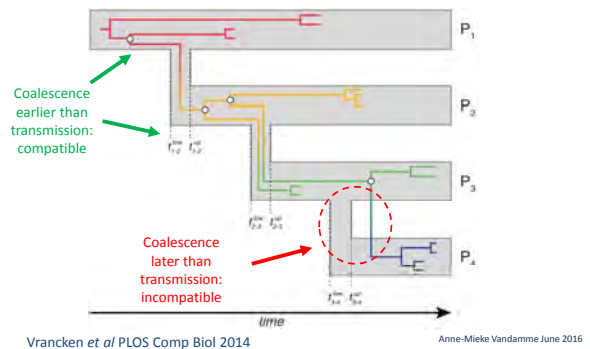 P1
Coalescence
earlier than
transmission:
compatible
P2
P3
Coalescence
later than
transmission:
incompatible
P4
time
Vrancken et al PLOS Comp Biol 2014
Anne-Mieke Vandamme June 2016